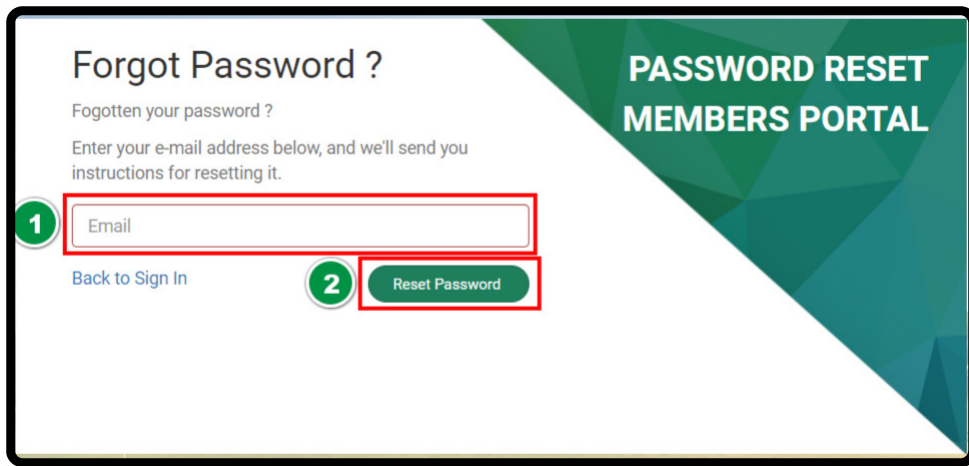 Forgot Password ?
Fogotten your password ?
Enter your e-mail address below, and we'll send you
instructions for resetting it.
1
Email
Back to Sign In
2
Reset Password
PASSWORD RESET
MEMBERS PORTAL